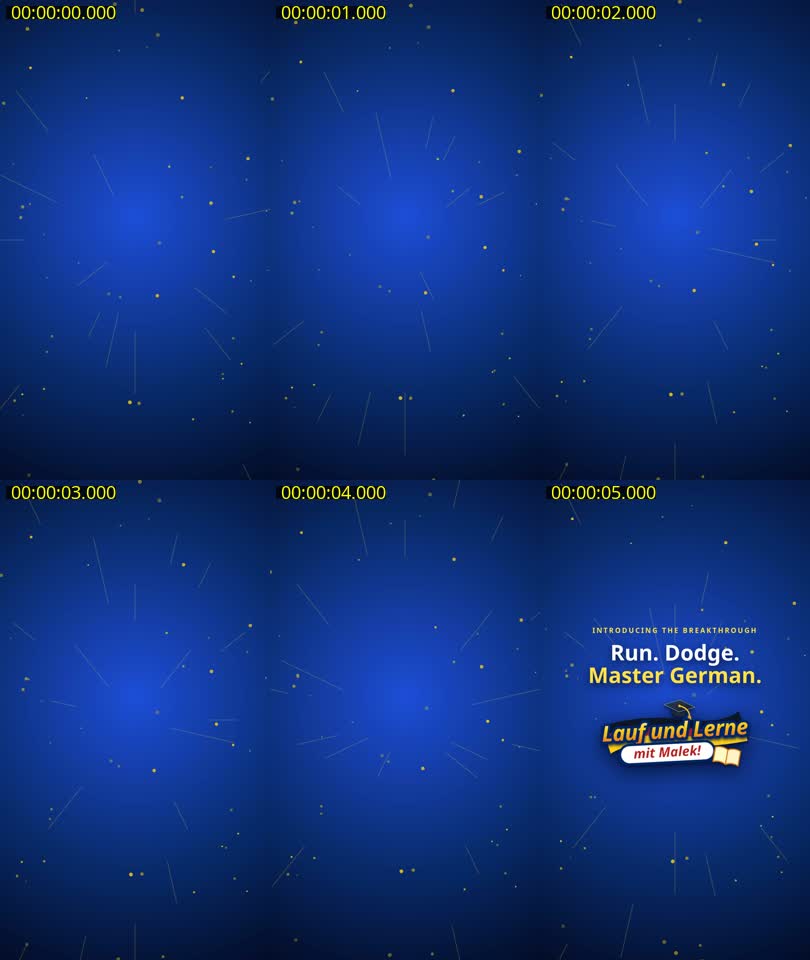 00:00:00.000
00:00:01.000
00:00:02.000
00:00:03.000
00:00:04.000
00:00:05.000
INTRODUCING THE BREAKTHROUGH
Run. Dodge.
Master German.
Lauf und Lerne
mit Malek!